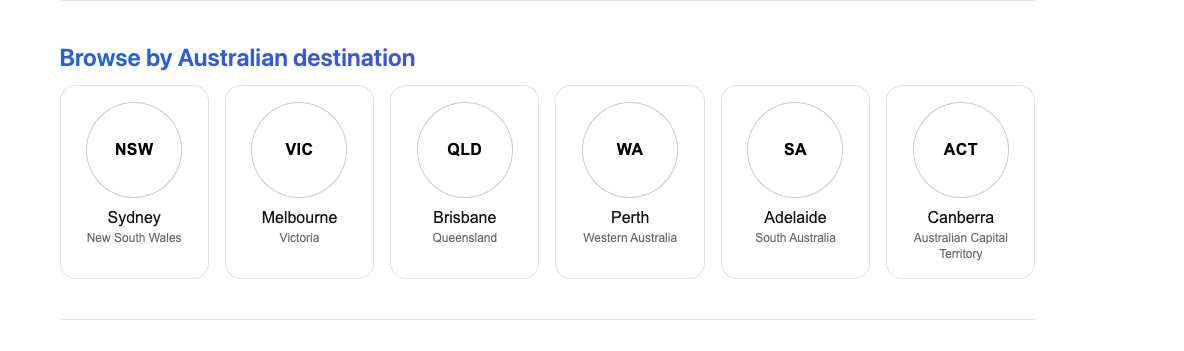 Browse by Australian destination
NSW
Sydney
New South Wales
VIC
Melbourne
Victoria
QLD
Brisbane
Queensland
WA
Perth
Western Australia
SA
Adelaide
South Australia
ACT
Canberra
Australian Capital
Territory